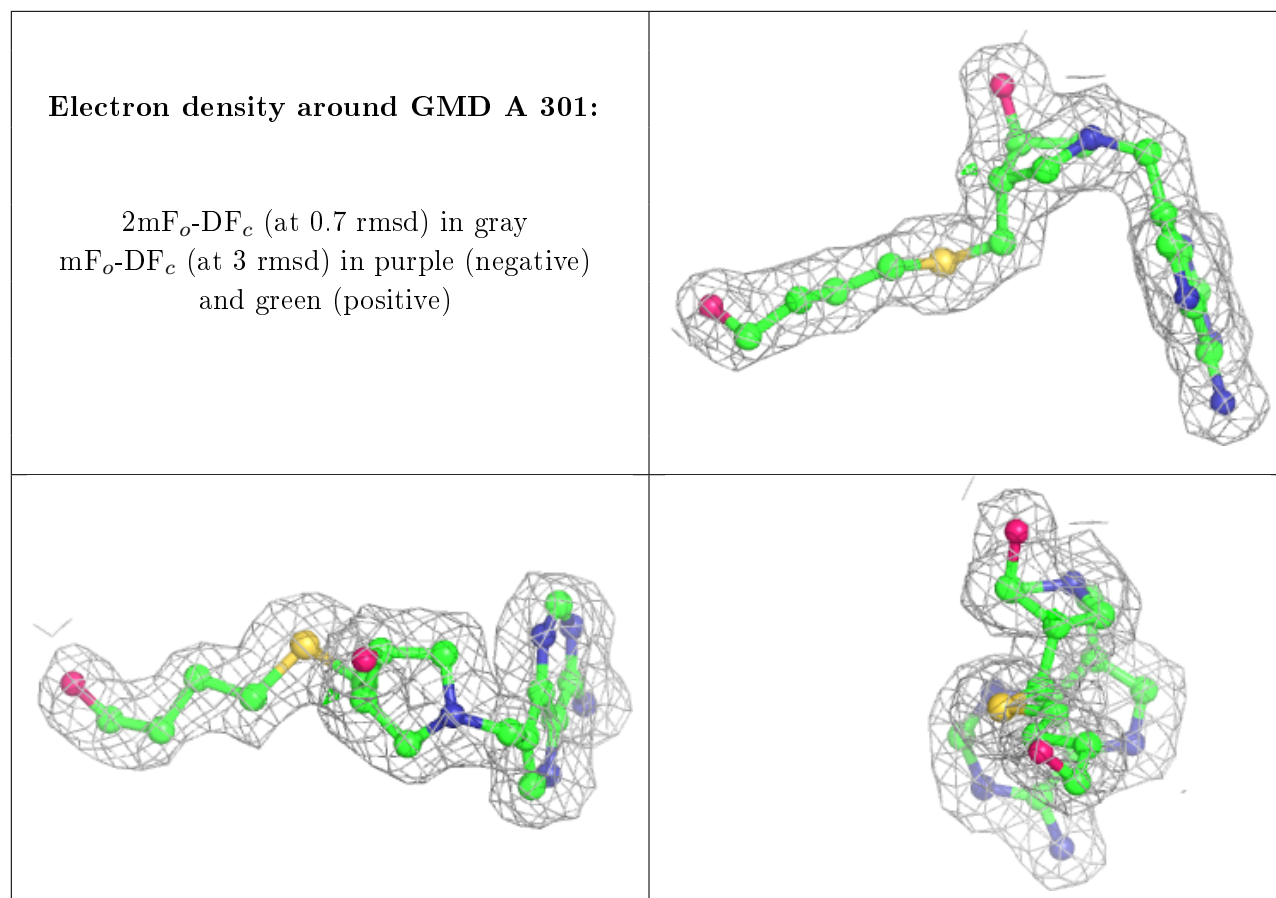 Electron density around GMD A 301:
2mFo-DFc (at 0.7 rmsd) in gray
mFo-DFc (at 3 rmsd) in purple (negative)
and green (positive)